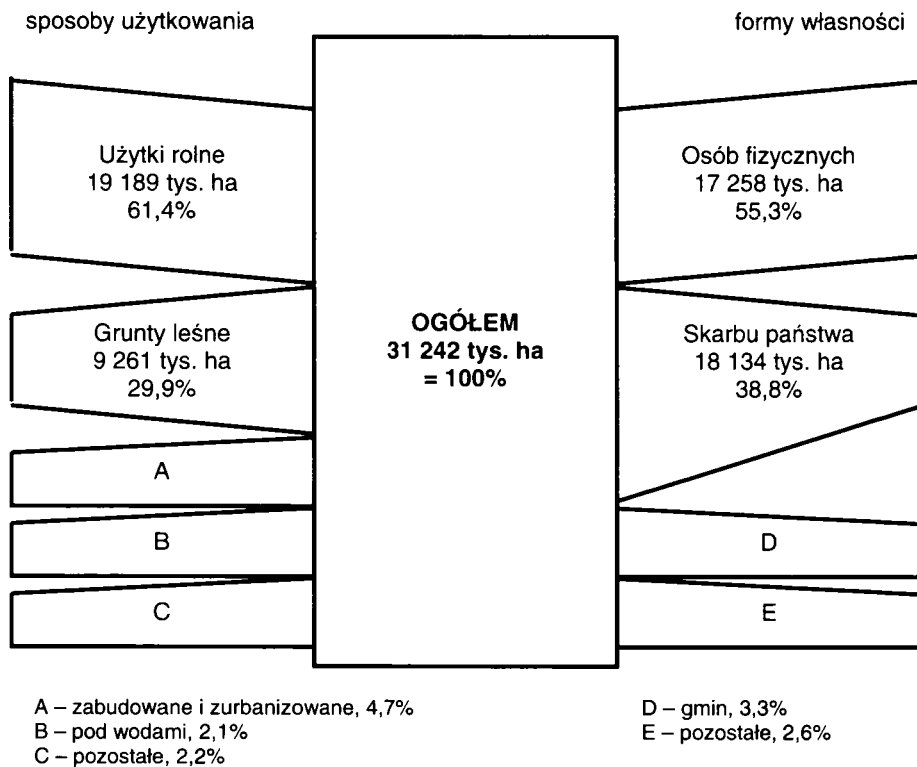 sposoby użytkowania
formy własności
Użytki rolne
19 189 tys. ha
61,4%
Osób fizycznych
17 258 tys. ha
55,3%
Grunty leśne
9 261 tys. ha
29,9%
OGÓŁEM
31 242 tys. ha
= 100%
Skarbu państwa
18 134 tys. ha
38,8%
A
B
C
D
E
A – zabudowane i zurbanizowane, 4,7%
B – pod wodami, 2,1%
C – pozostałe, 2,2%
D – gmin, 3,3%
E – pozostałe, 2,6%